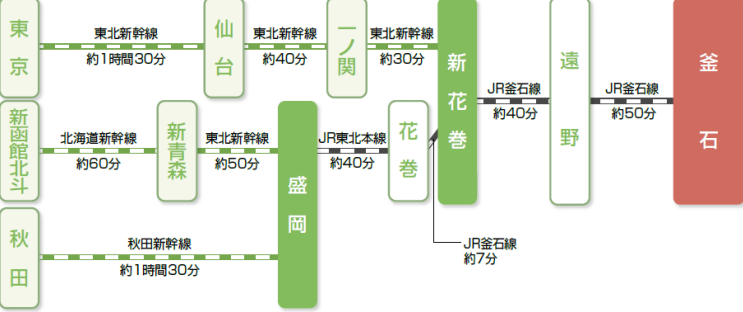 東京
東北新幹線
約1時間30分
仙台
東北新幹線
約40分
一ノ関
東北新幹線
約30分
新花巻
JR釜石線
約40分
遠野
JR釜石線
約50分
釜石
新函館北斗
北海道新幹線
約60分
新青森
東北新幹線
約50分
盛岡
JR東北本線
約40分
花巻
JR釜石線
約7分
秋田
秋田新幹線
約1時間30分